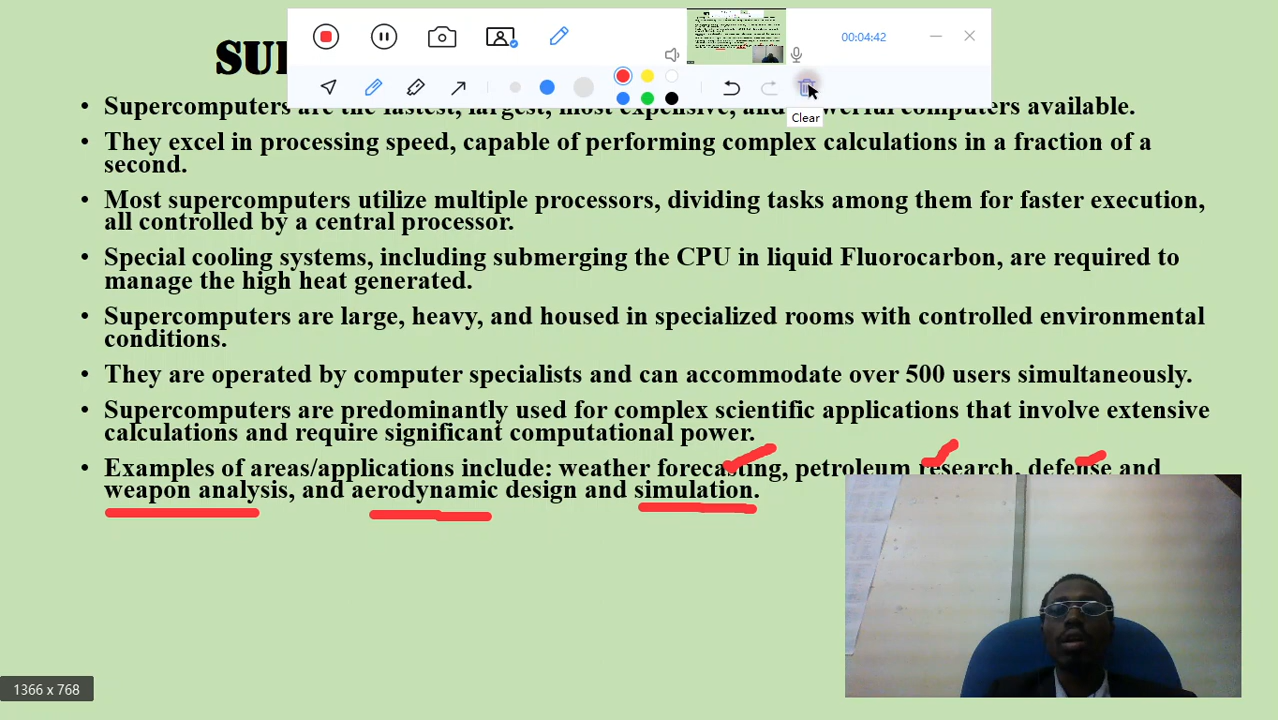 00:04:42
Clear
SU
• Supercomputers are the fastest, largest, most expensive, and powerful computers available.
• They excel in processing speed, capable of performing complex calculations in a fraction of a
second.
• Most supercomputers utilize multiple processors, dividing tasks among them for faster execution,
all controlled by a central processor.
• Special cooling systems, including submerging the CPU in liquid Fluorocarbon, are required to
manage the high heat generated.
• Supercomputers are large, heavy, and housed in specialized rooms with controlled environmental
conditions.
• They are operated by computer specialists and can accommodate over 500 users simultaneously.
• Supercomputers are predominantly used for complex scientific applications that involve extensive
calculations and require significant computational power.
• Examples of areas/applications include: weather forecasting, petroleum research, defense and
weapon analysis, and aerodynamic design and simulation.
1366 x 768